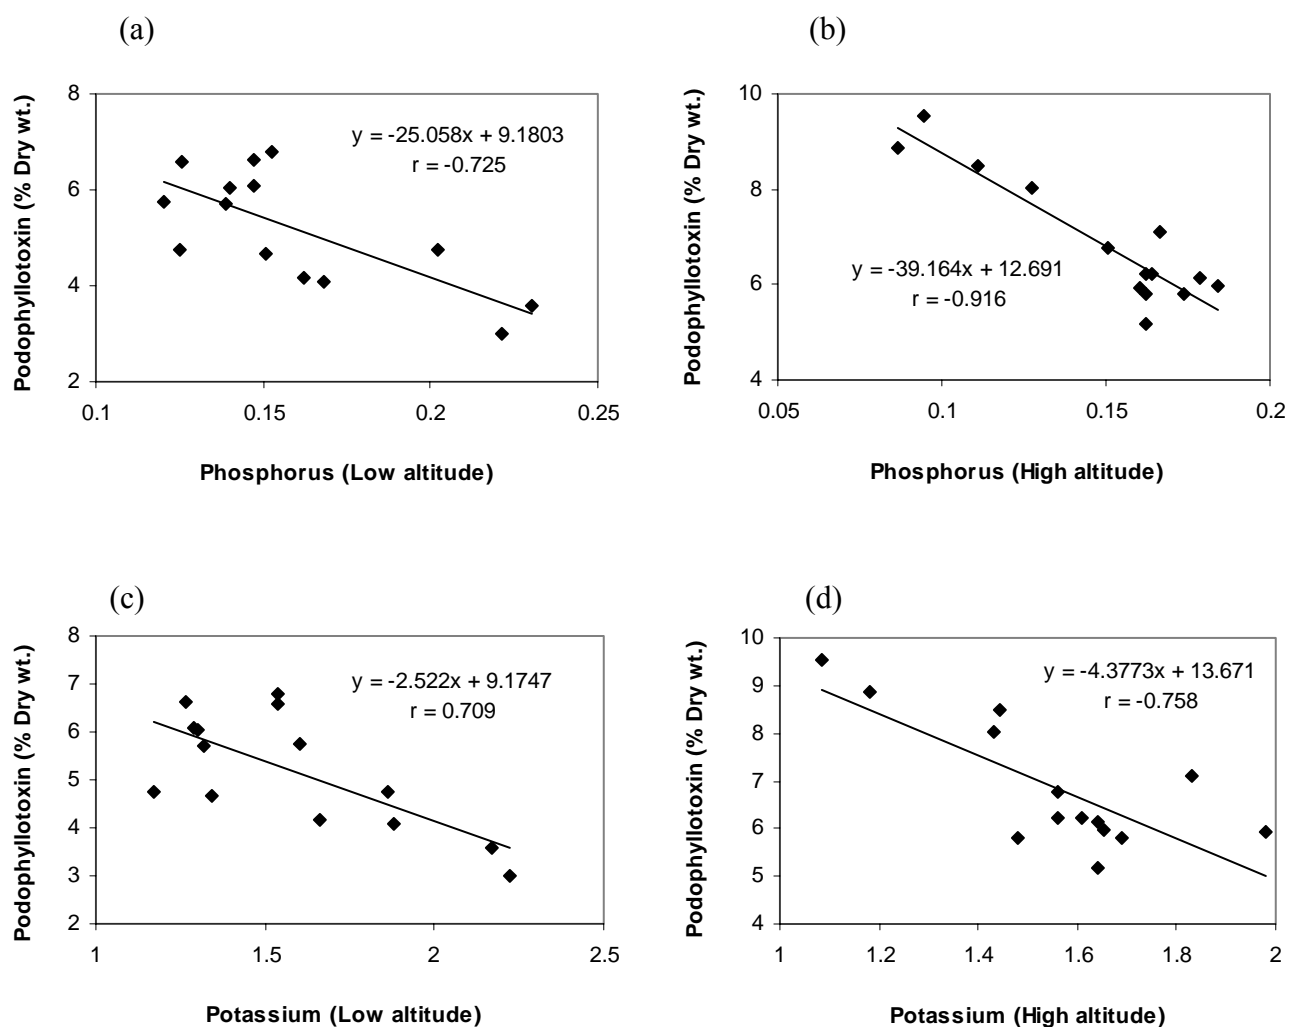 (a)
8
6
4
2
Podophyllotoxin (% Dry wt.)
y = -25.058x + 9.1803
r = -0.725
0.1 0.15 0.2 0.25
Phosphorus (Low altitude)
(b)
10
8
6
4
Podophyllotoxin (% Dry wt.)
y = -39.164x + 12.691
r = -0.916
0.05 0.1 0.15 0.2
Phosphorus (High altitude)
(c)
8
7
6
5
4
3
2
Podophyllotoxin (% Dry wt.)
y = -2.522x + 9.1747
r = 0.709
1 1.5 2 2.5
Potassium (Low altitude)
(d)
10
9
8
7
6
5
4
Podophyllotoxin (% Dry wt.)
y = -4.3773x + 13.671
r = -0.758
1 1.2 1.4 1.6 1.8 2
Potassium (High altitude)